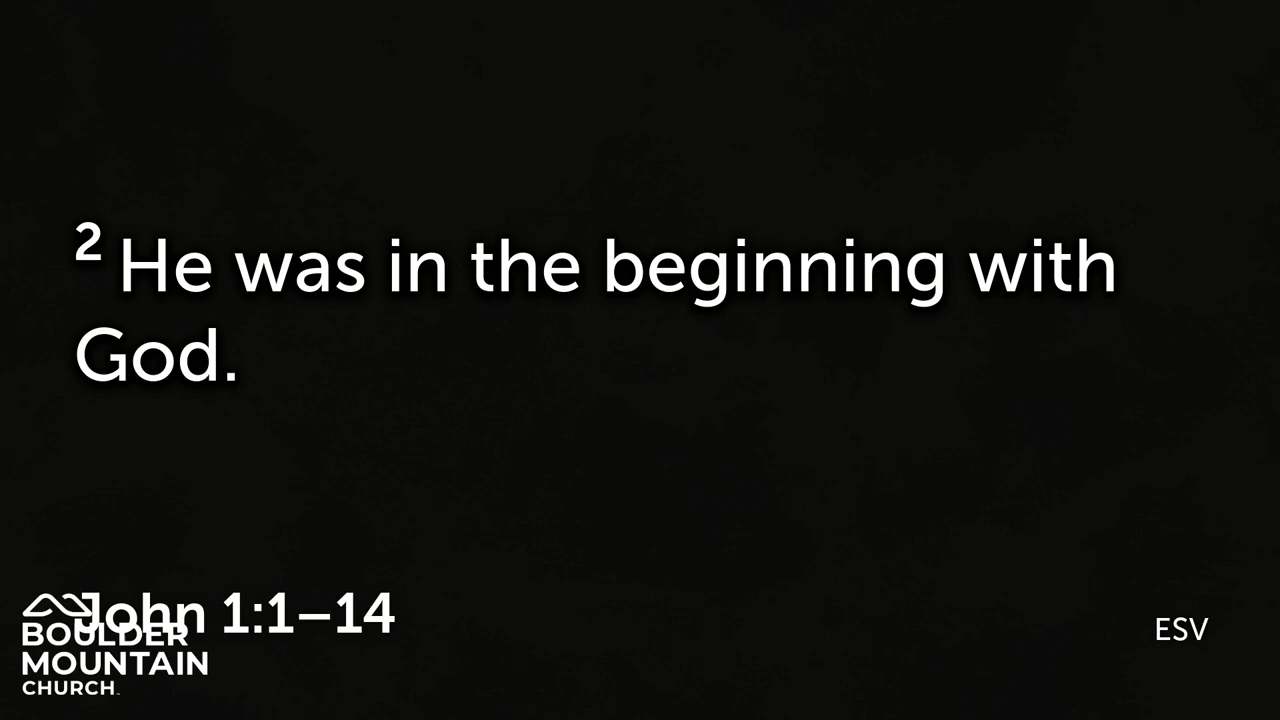 ² He was in the beginning with
God.
John 1:1–14
BOULDER
MOUNTAIN
CHURCH
ESV